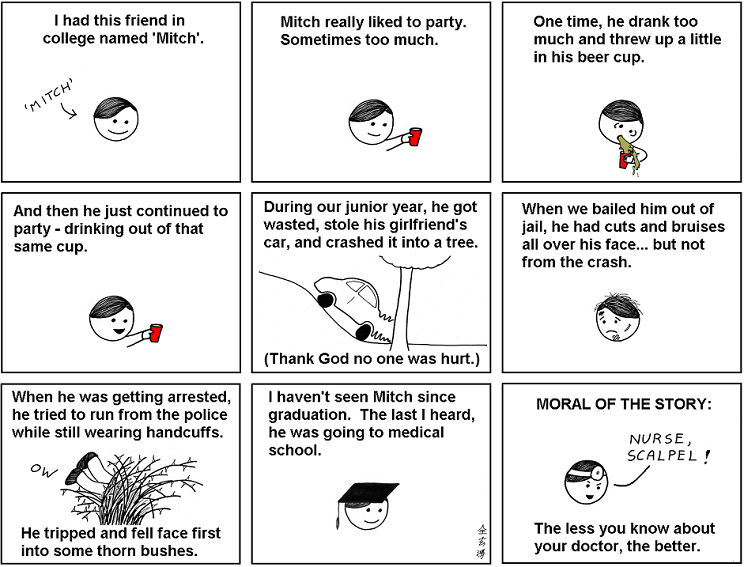 I had this friend in
college named 'Mitch'.
'MITCH'
Mitch really liked to party.
Sometimes too much.
One time, he drank too
much and threw up a little
in his beer cup.
And then he just continued to
party - drinking out of that
same cup.
During our junior year, he got
wasted, stole his girlfriend's
car, and crashed it into a tree.
(Thank God no one was hurt.)
When we bailed him out of
jail, he had cuts and bruises
all over his face... but not
from the crash.
When he was getting arrested,
he tried to run from the police
while still wearing handcuffs.
OW
He tripped and fell face first
into some thorn bushes.
I haven't seen Mitch since
graduation.  The last I heard,
he was going to medical
school.
MORAL OF THE STORY:
NURSE,
SCALPEL!
The less you know about
your doctor, the better.